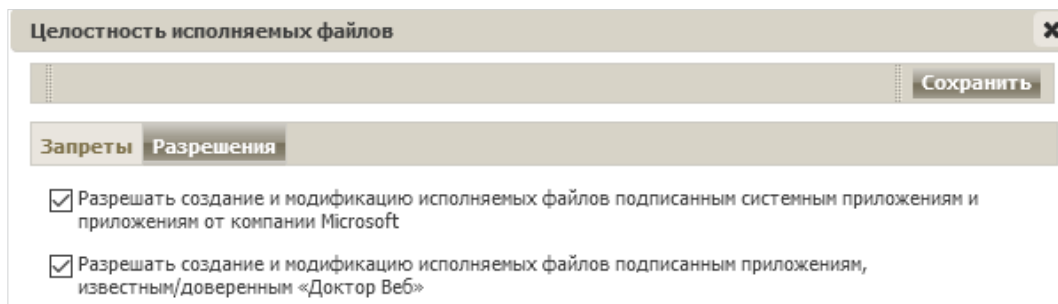 Целостность исполняемых файлов
Сохранить
Запреты Разрешения
Разрешать создание и модификацию исполняемых файлов подписанным системным приложениям и
приложениям от компании Microsoft
Разрешать создание и модификацию исполняемых файлов подписанным приложениям,
известным/доверенным «Доктор Веб»